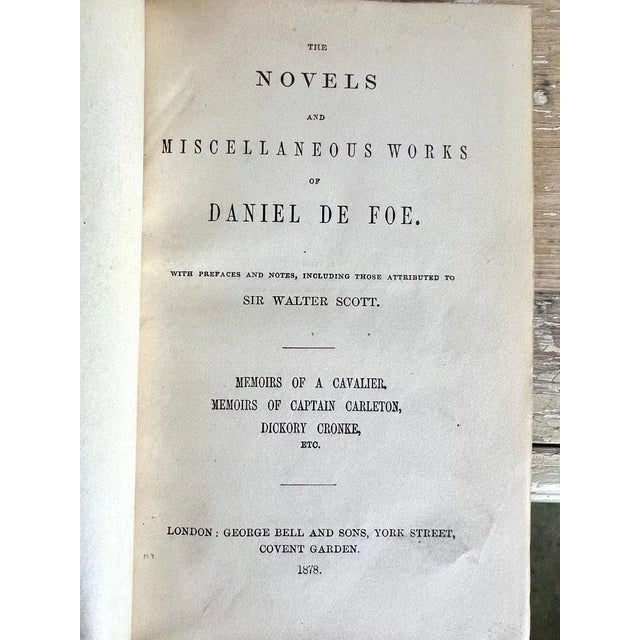 THE
NOVELS
AND
MISCELLANEOUS WORKS
OF
DANIEL DE FOE.
WITH PREFACES AND NOTES, INCLUDING THOSE ATTRIBUTED TO
SIR WALTER SCOTT.
MEMOIRS OF A CAVALIER,
MEMOIRS OF CAPTAIN CARLETON,
DICKORY CRONKE,
ETC.
LONDON: GEORGE BELL AND SONS, YORK STREET,
COVENT GARDEN.
1878.